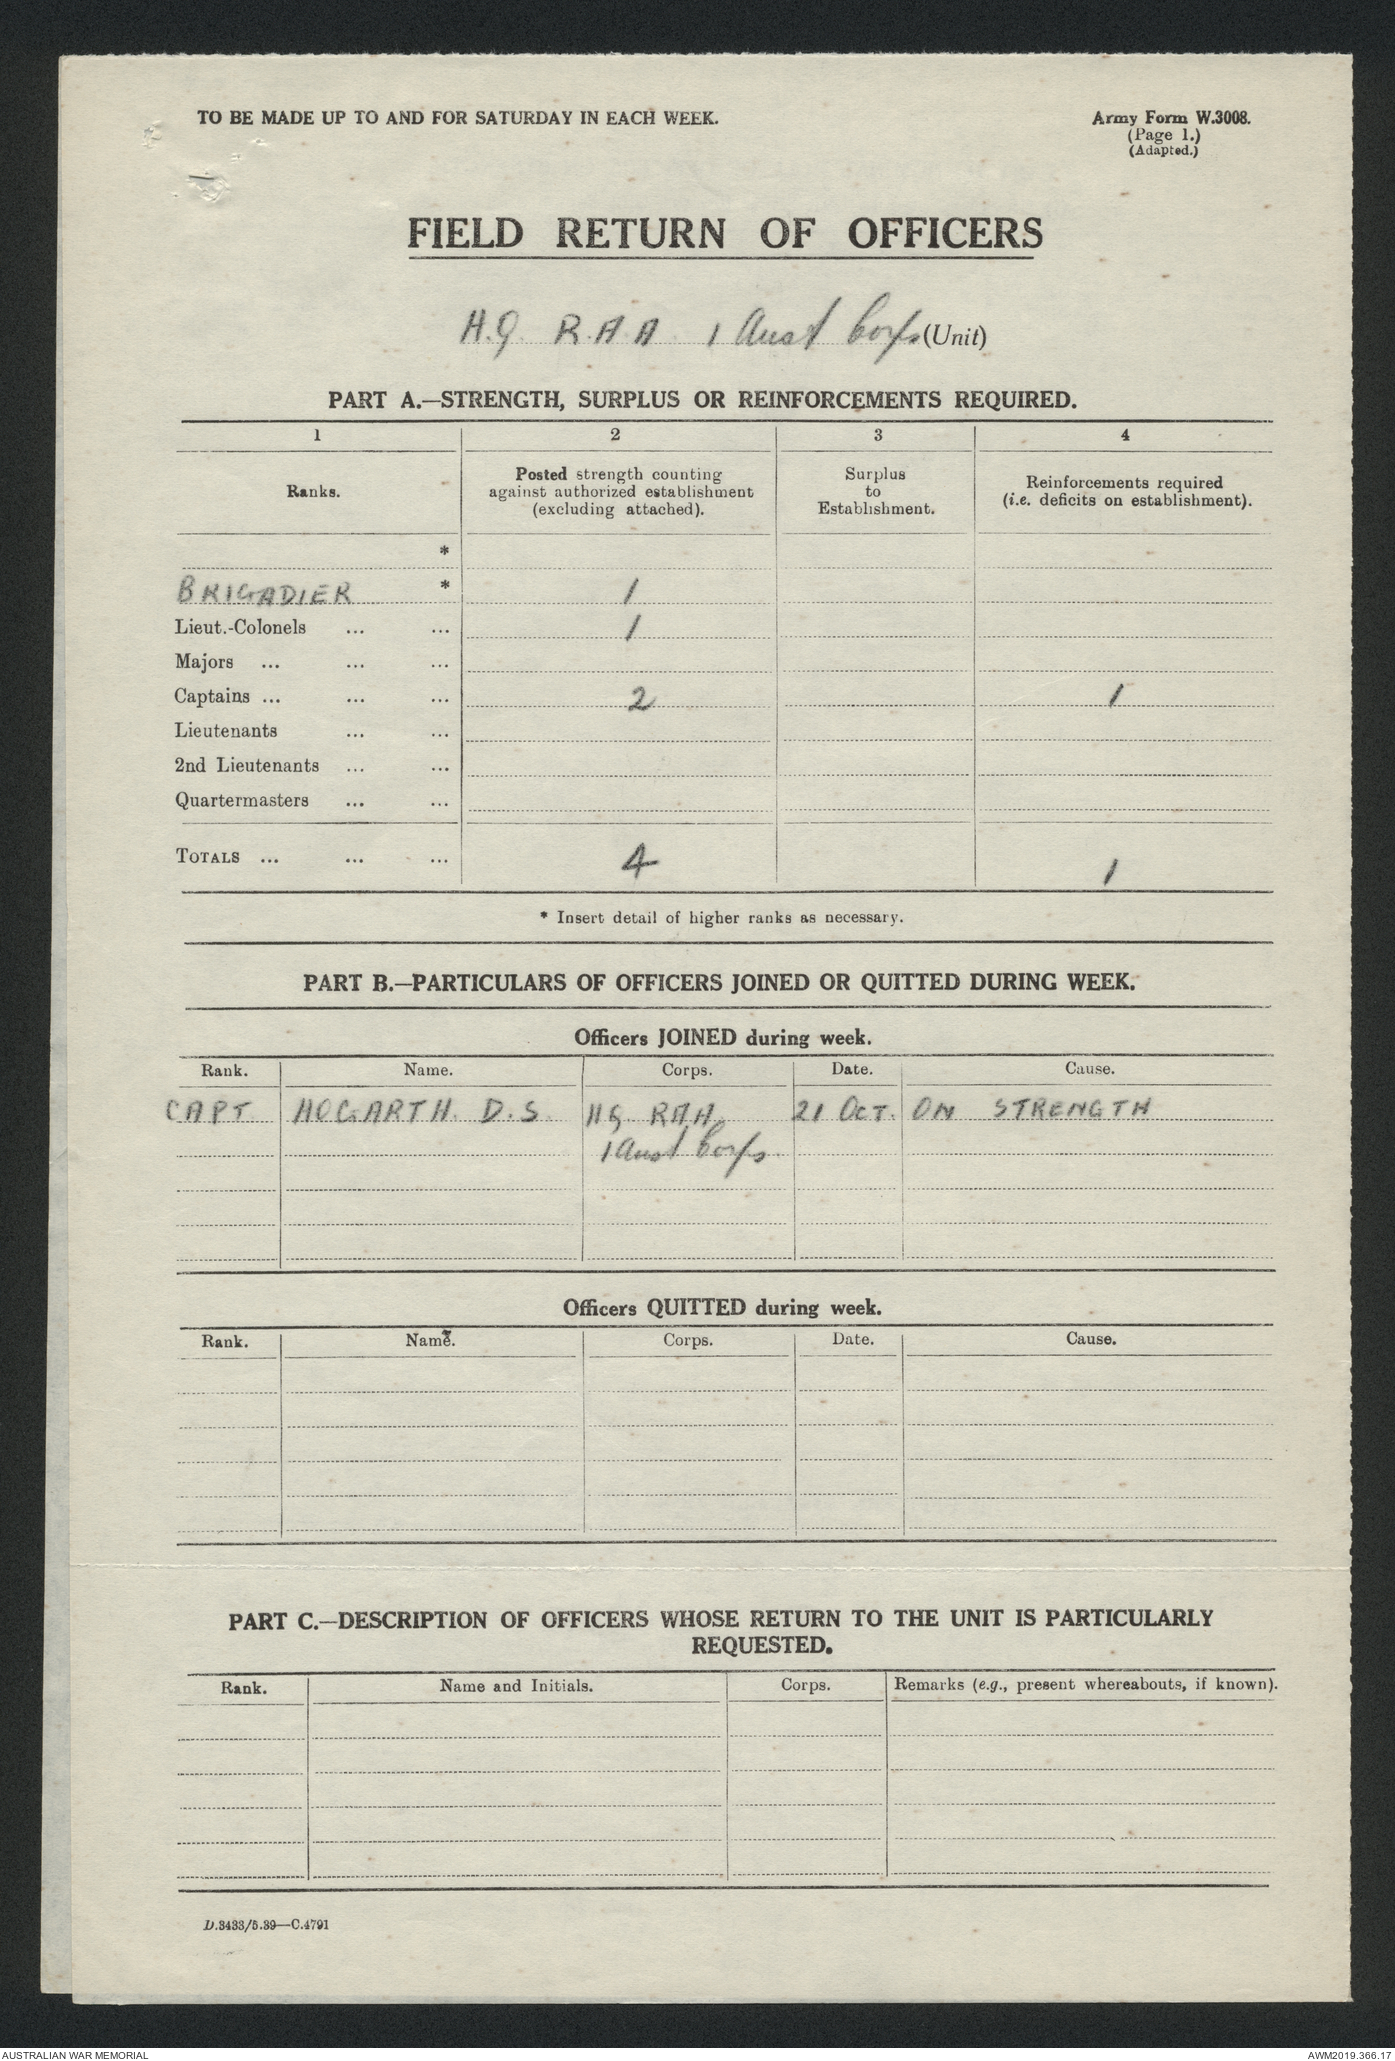 TO BE MADE UP TO AND FOR SATURDAY IN EACH WEEK.
Army Form W.3008.
(Page 1.)
(Adapted.)
FIELD RETURN OF OFFICERS
H.Q. R.A.A 1 Aust Corps (Unit)
PART A.—STRENGTH, SURPLUS OR REINFORCEMENTS REQUIRED.
1 2 3 4
Ranks.
Posted strength counting
against authorized establishment
(excluding attached).
Surplus
to
Establishment.
Reinforcements required
(i.e. deficits on establishment).
*
BRIGADIER * 1
Lieut.-Colonels ... ... 1
Majors ... ... ...
Captains ... ... ... 2 1
Lieutenants ... ...
2nd Lieutenants ... ...
Quartermasters ... ...
TOTALS ... ... ... 4 1
* Insert detail of higher ranks as necessary.
PART B.—PARTICULARS OF OFFICERS JOINED OR QUITTED DURING WEEK.
Officers JOINED during week.
Rank. Name. Corps. Date. Cause.
CAPT HOGARTH. D.S. HQ RAA 21 OCT. ON STRENGTH
1 Aust Corps.
Officers QUITTED during week.
Rank. Name. Corps. Date. Cause.
PART C.—DESCRIPTION OF OFFICERS WHOSE RETURN TO THE UNIT IS PARTICULARLY
REQUESTED.
Rank. Name and Initials. Corps. Remarks (e.g., present whereabouts, if known).
D.3433/5.39—C.4791
AUSTRALIAN WAR MEMORIAL
AWM2019.366.17